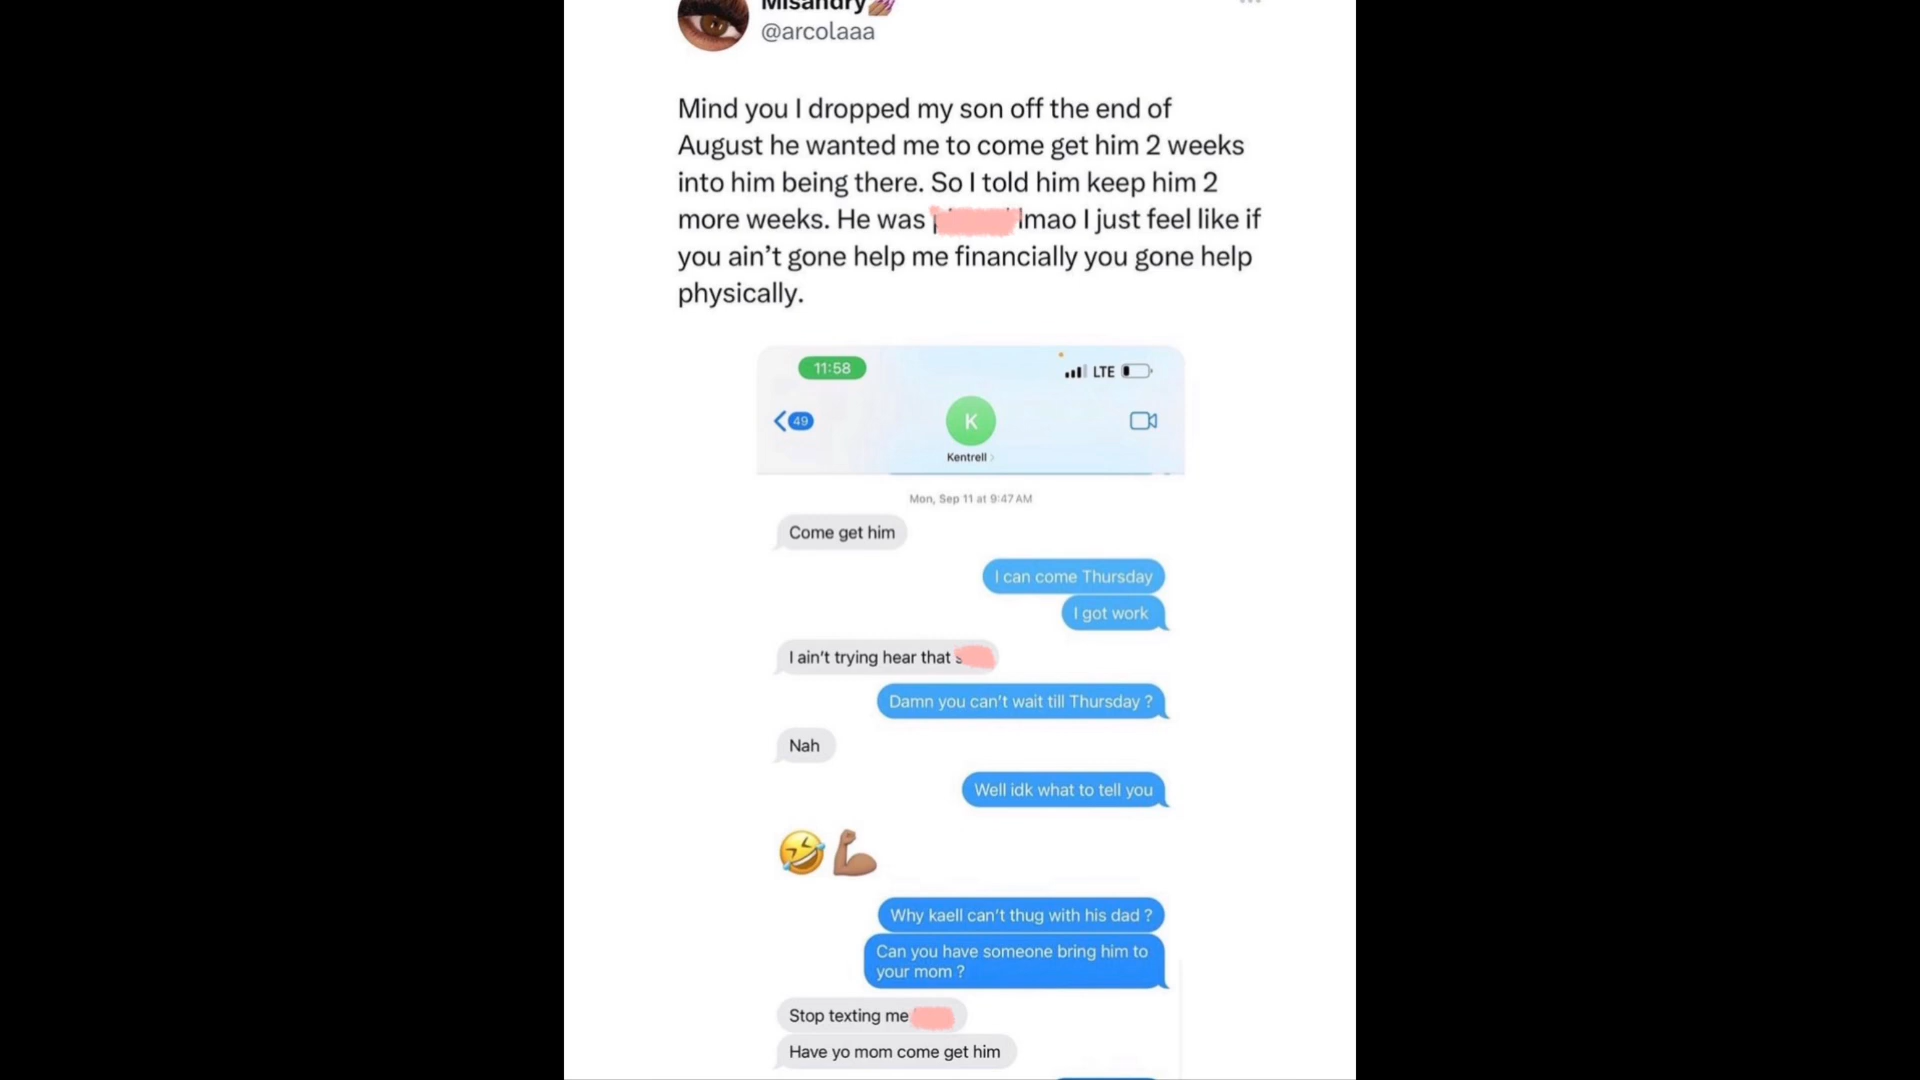 Misandry
@arcolaaa
Mind you I dropped my son off the end of
August he wanted me to come get him 2 weeks
into him being there. So I told him keep him 2
more weeks. He was lmao I just feel like if
you ain’t gone help me financially you gone help
physically.
11:58
LTE
49
K
Kentrell
Mon, Sep 11 at 9:47 AM
Come get him
I can come Thursday
I got work
I ain’t trying hear that
Damn you can’t wait till Thursday ?
Nah
Well idk what to tell you
🤣💪🏽
Why kaell can’t thug with his dad ?
Can you have someone bring him to
your mom ?
Stop texting me
Have yo mom come get him